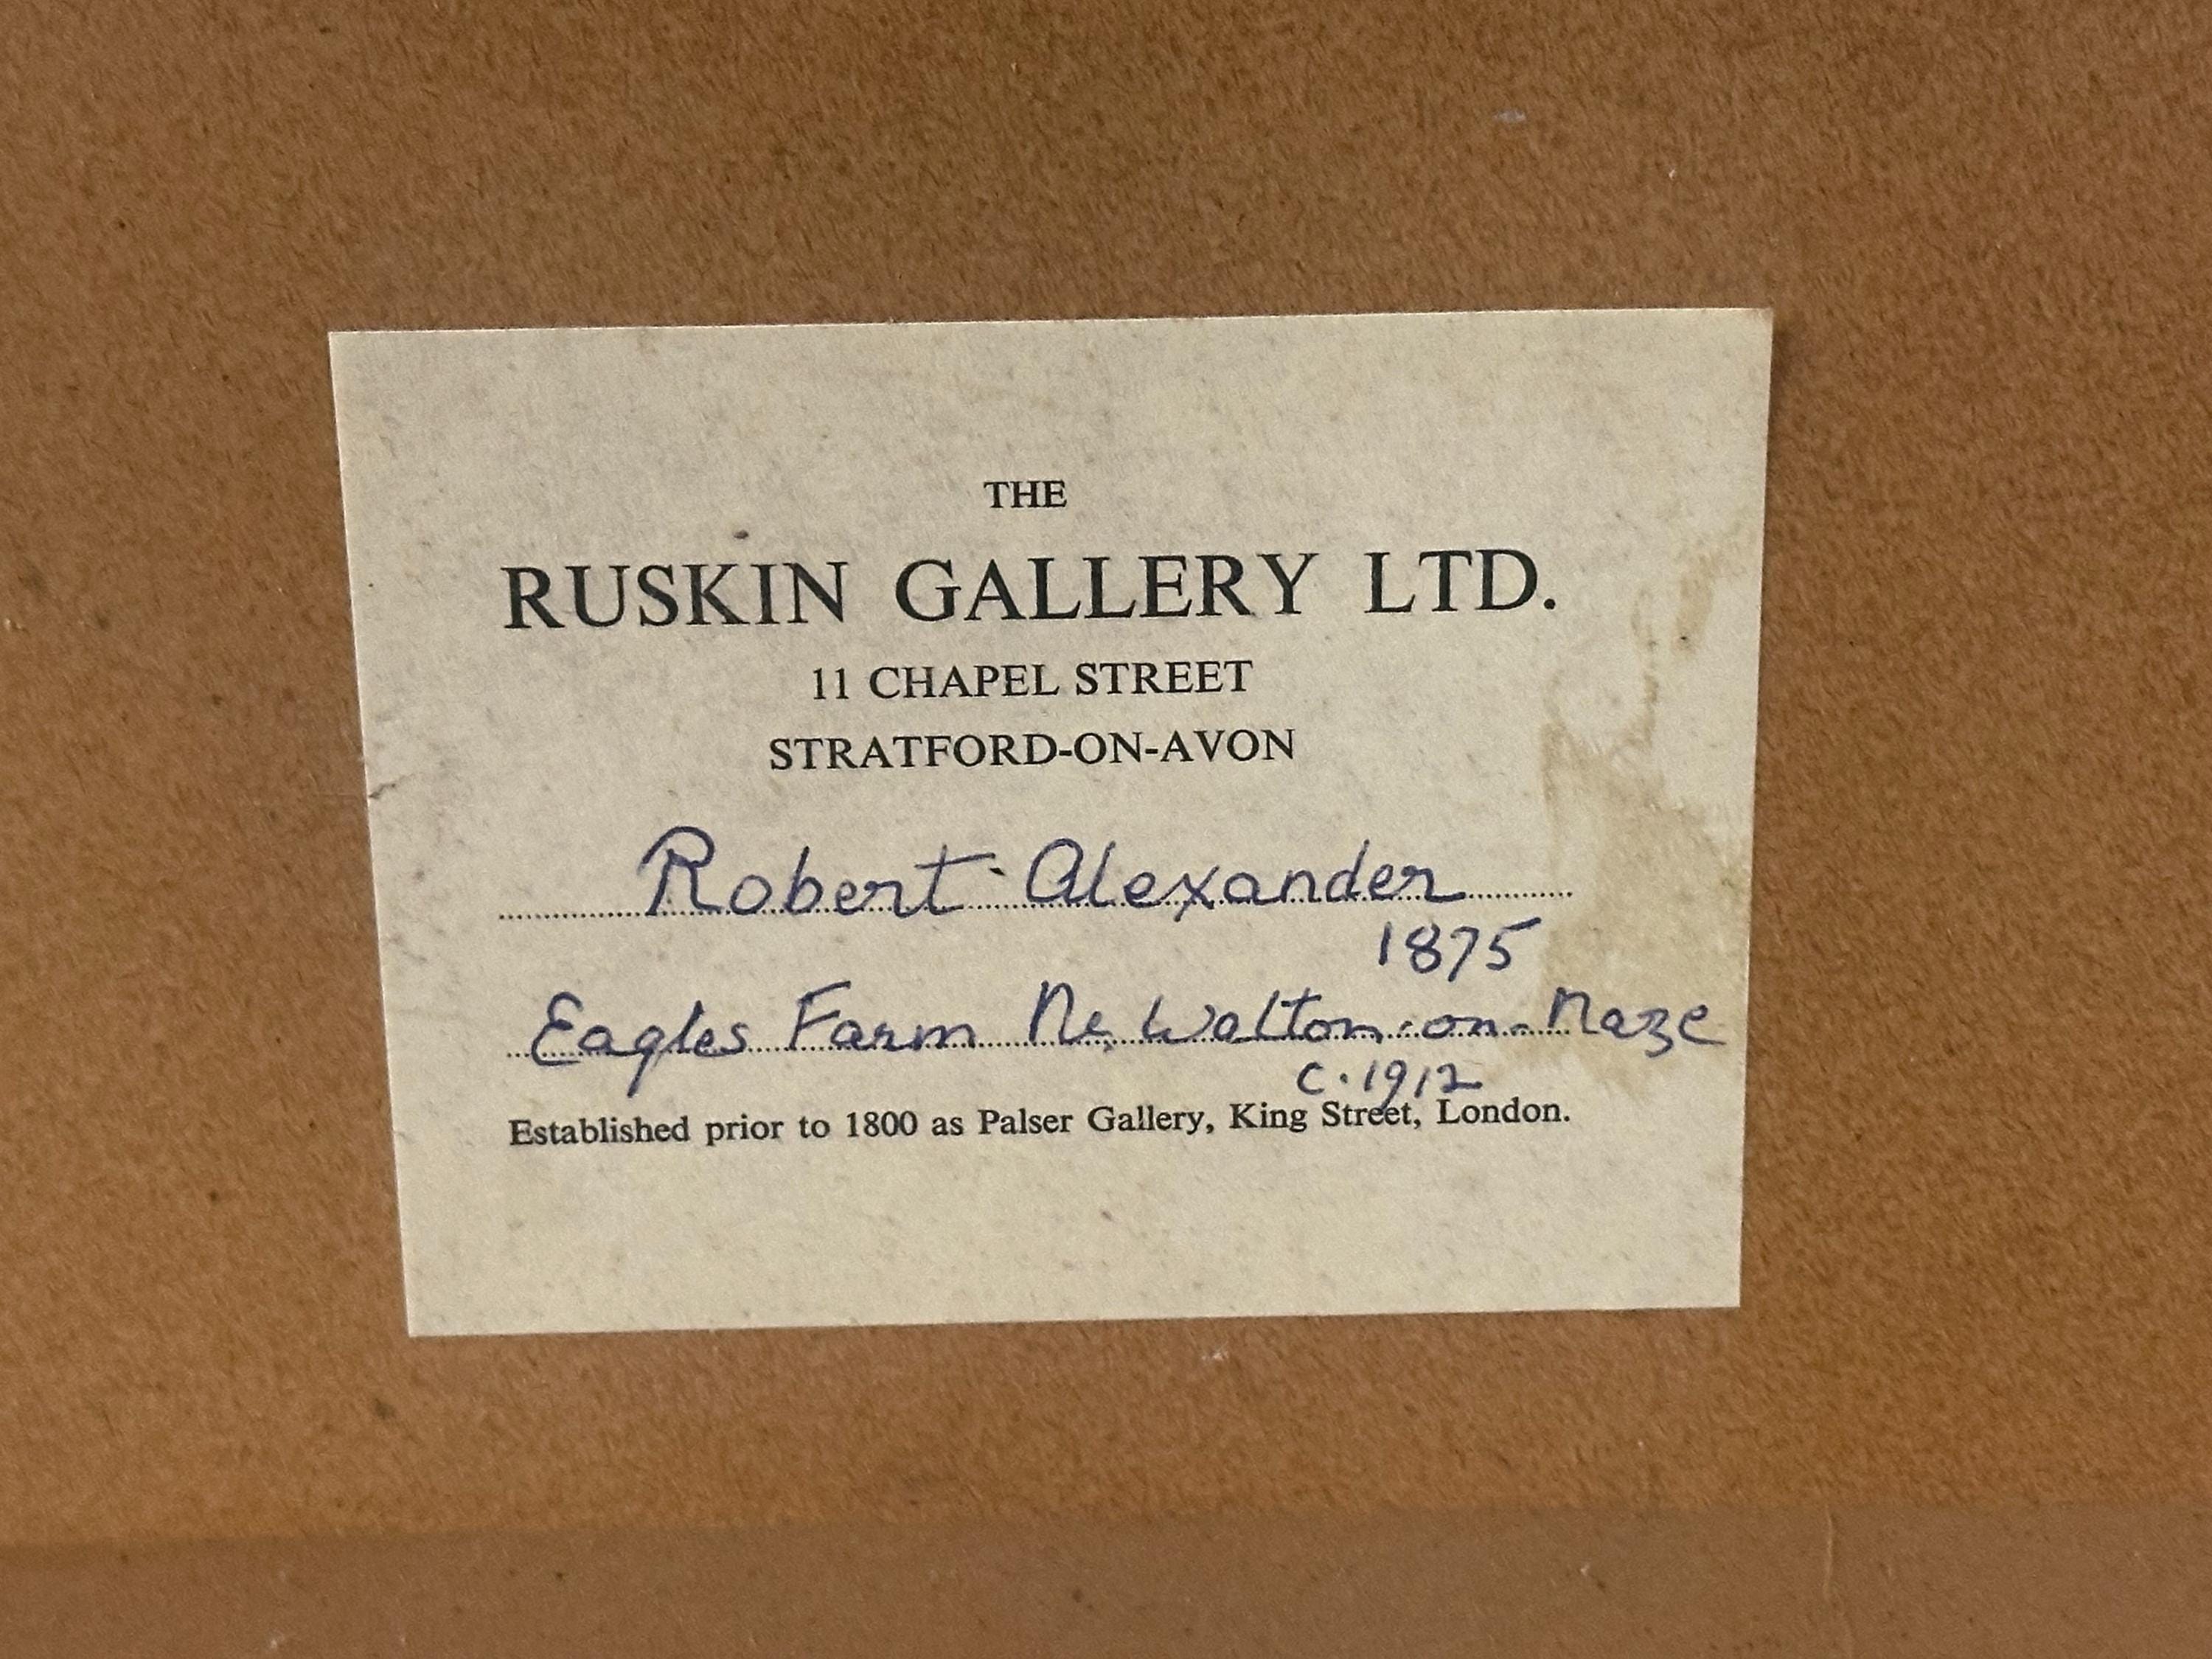 THE
RUSKIN GALLERY LTD.
11 CHAPEL STREET
STRATFORD-ON-AVON
Robert Alexander
1875
Eagles Farm Nr. Walton-on-Naze
c.1912
Established prior to 1800 as Palser Gallery, King Street, London.